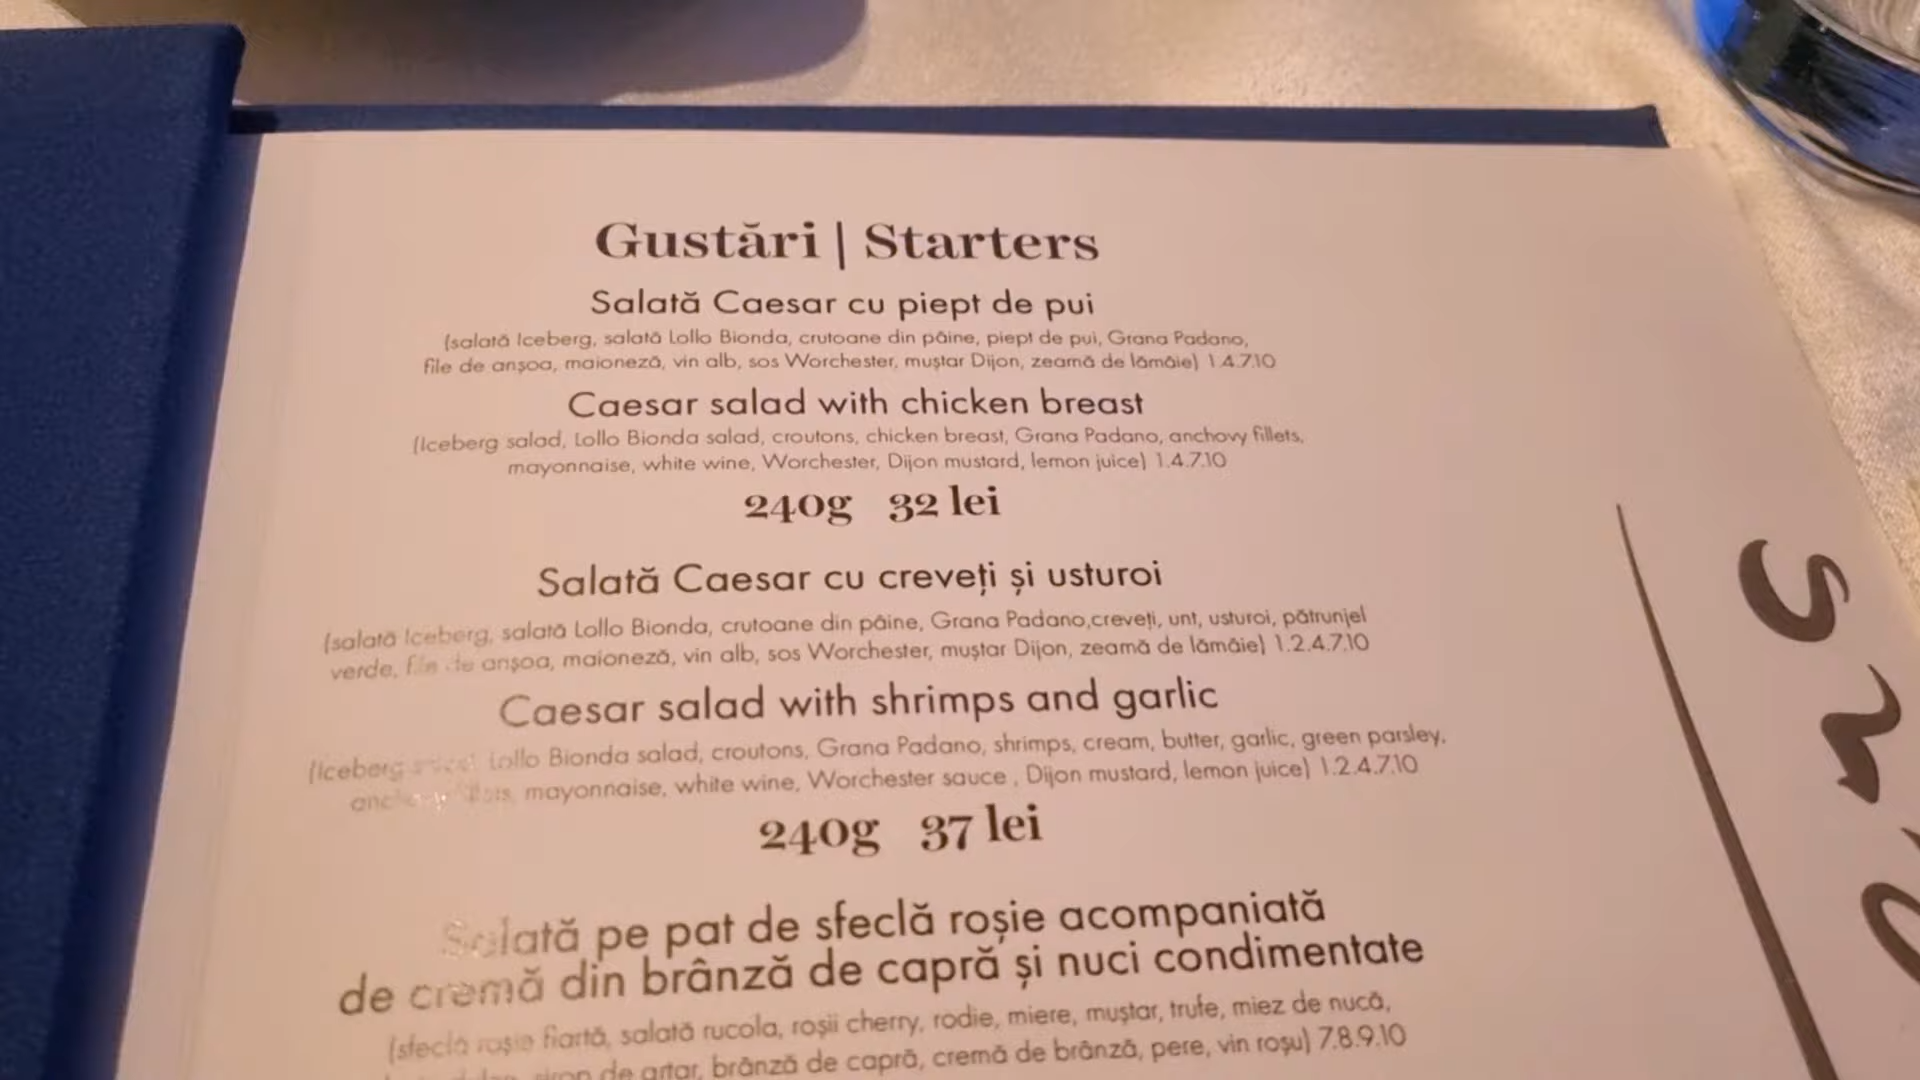 Gustări | Starters
Salată Caesar cu piept de pui
(salată Iceberg, salată Lollo Bionda, crutoane din pâine, piept de pui, Grana Padano,
file de anșoa, maioneză, vin alb, sos Worchester, muștar Dijon, zeamă de lămâie) 1.4.7.10
Caesar salad with chicken breast
(Iceberg salad, Lollo Bionda salad, croutons, chicken breast, Grana Padano, anchovy fillets,
mayonnaise, white wine, Worchester, Dijon mustard, lemon juice) 1.4.7.10
240g 32 lei
Salată Caesar cu creveți și usturoi
(salată Iceberg, salată Lollo Bionda, crutoane din pâine, Grana Padano,creveți, unt, usturoi, pătrunjel
verde, file de anșoa, maioneză, vin alb, sos Worchester, muștar Dijon, zeamă de lămâie) 1.2.4.7.10
Caesar salad with shrimps and garlic
(Iceberg Lollo Bionda salad, croutons, Grana Padano, shrimps, cream, butter, garlic, green parsley,
mayonnaise, white wine, Worchester sauce , Dijon mustard, lemon juice) 1.2.4.7.10
240g 37 lei
Salată pe pat de sfeclă roșie acompaniată
de cremă din brânză de capră și nuci condimentate
(sfeclă roșie fiartă, salată rucola, roșii cherry, rodie, miere, muștar, trufe, miez de nucă,
de arțar, brânză de capră, cremă de brânză, pere, vin roșu) 7.8.9.10